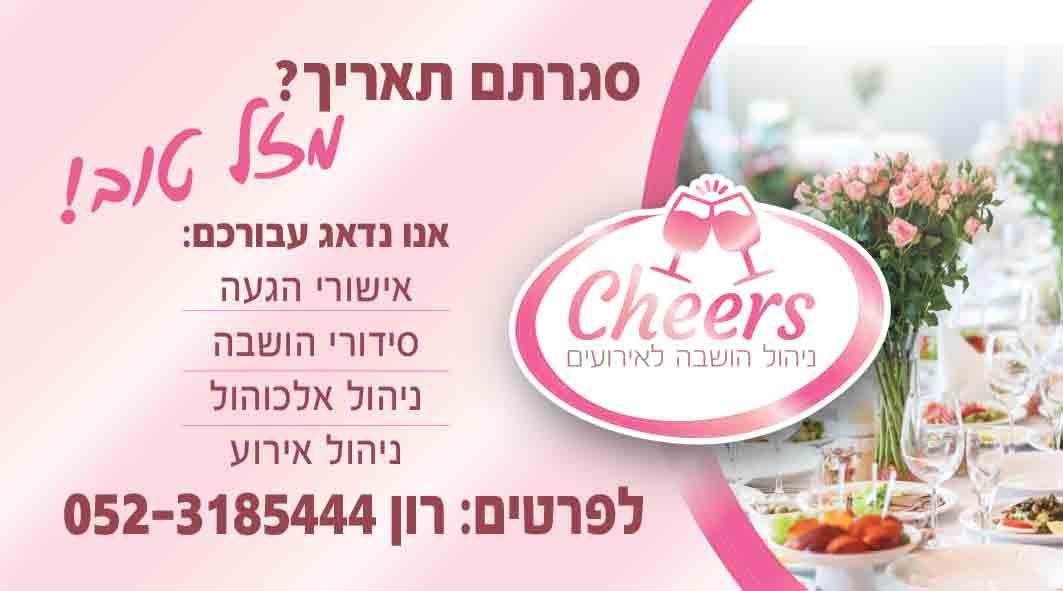 סגרתם תאריך?
מזל טוב!
אנו נדאג עבורכם:
אישורי הגעה
סידורי הושבה
ניהול אלכוהול
ניהול אירוע
לפרטים: רון 052-3185444
Cheers
ניהול הושבה לאירועים